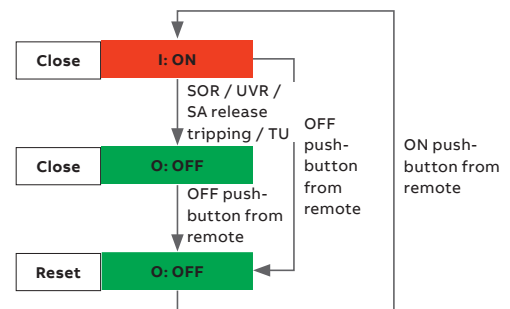 Close
I: ON
SOR / UVR /
SA release
tripping / TU
OFF
push-
button
from
remote
ON push-
button from
remote
Close
O: OFF
OFF push-
button from
remote
Reset
O: OFF